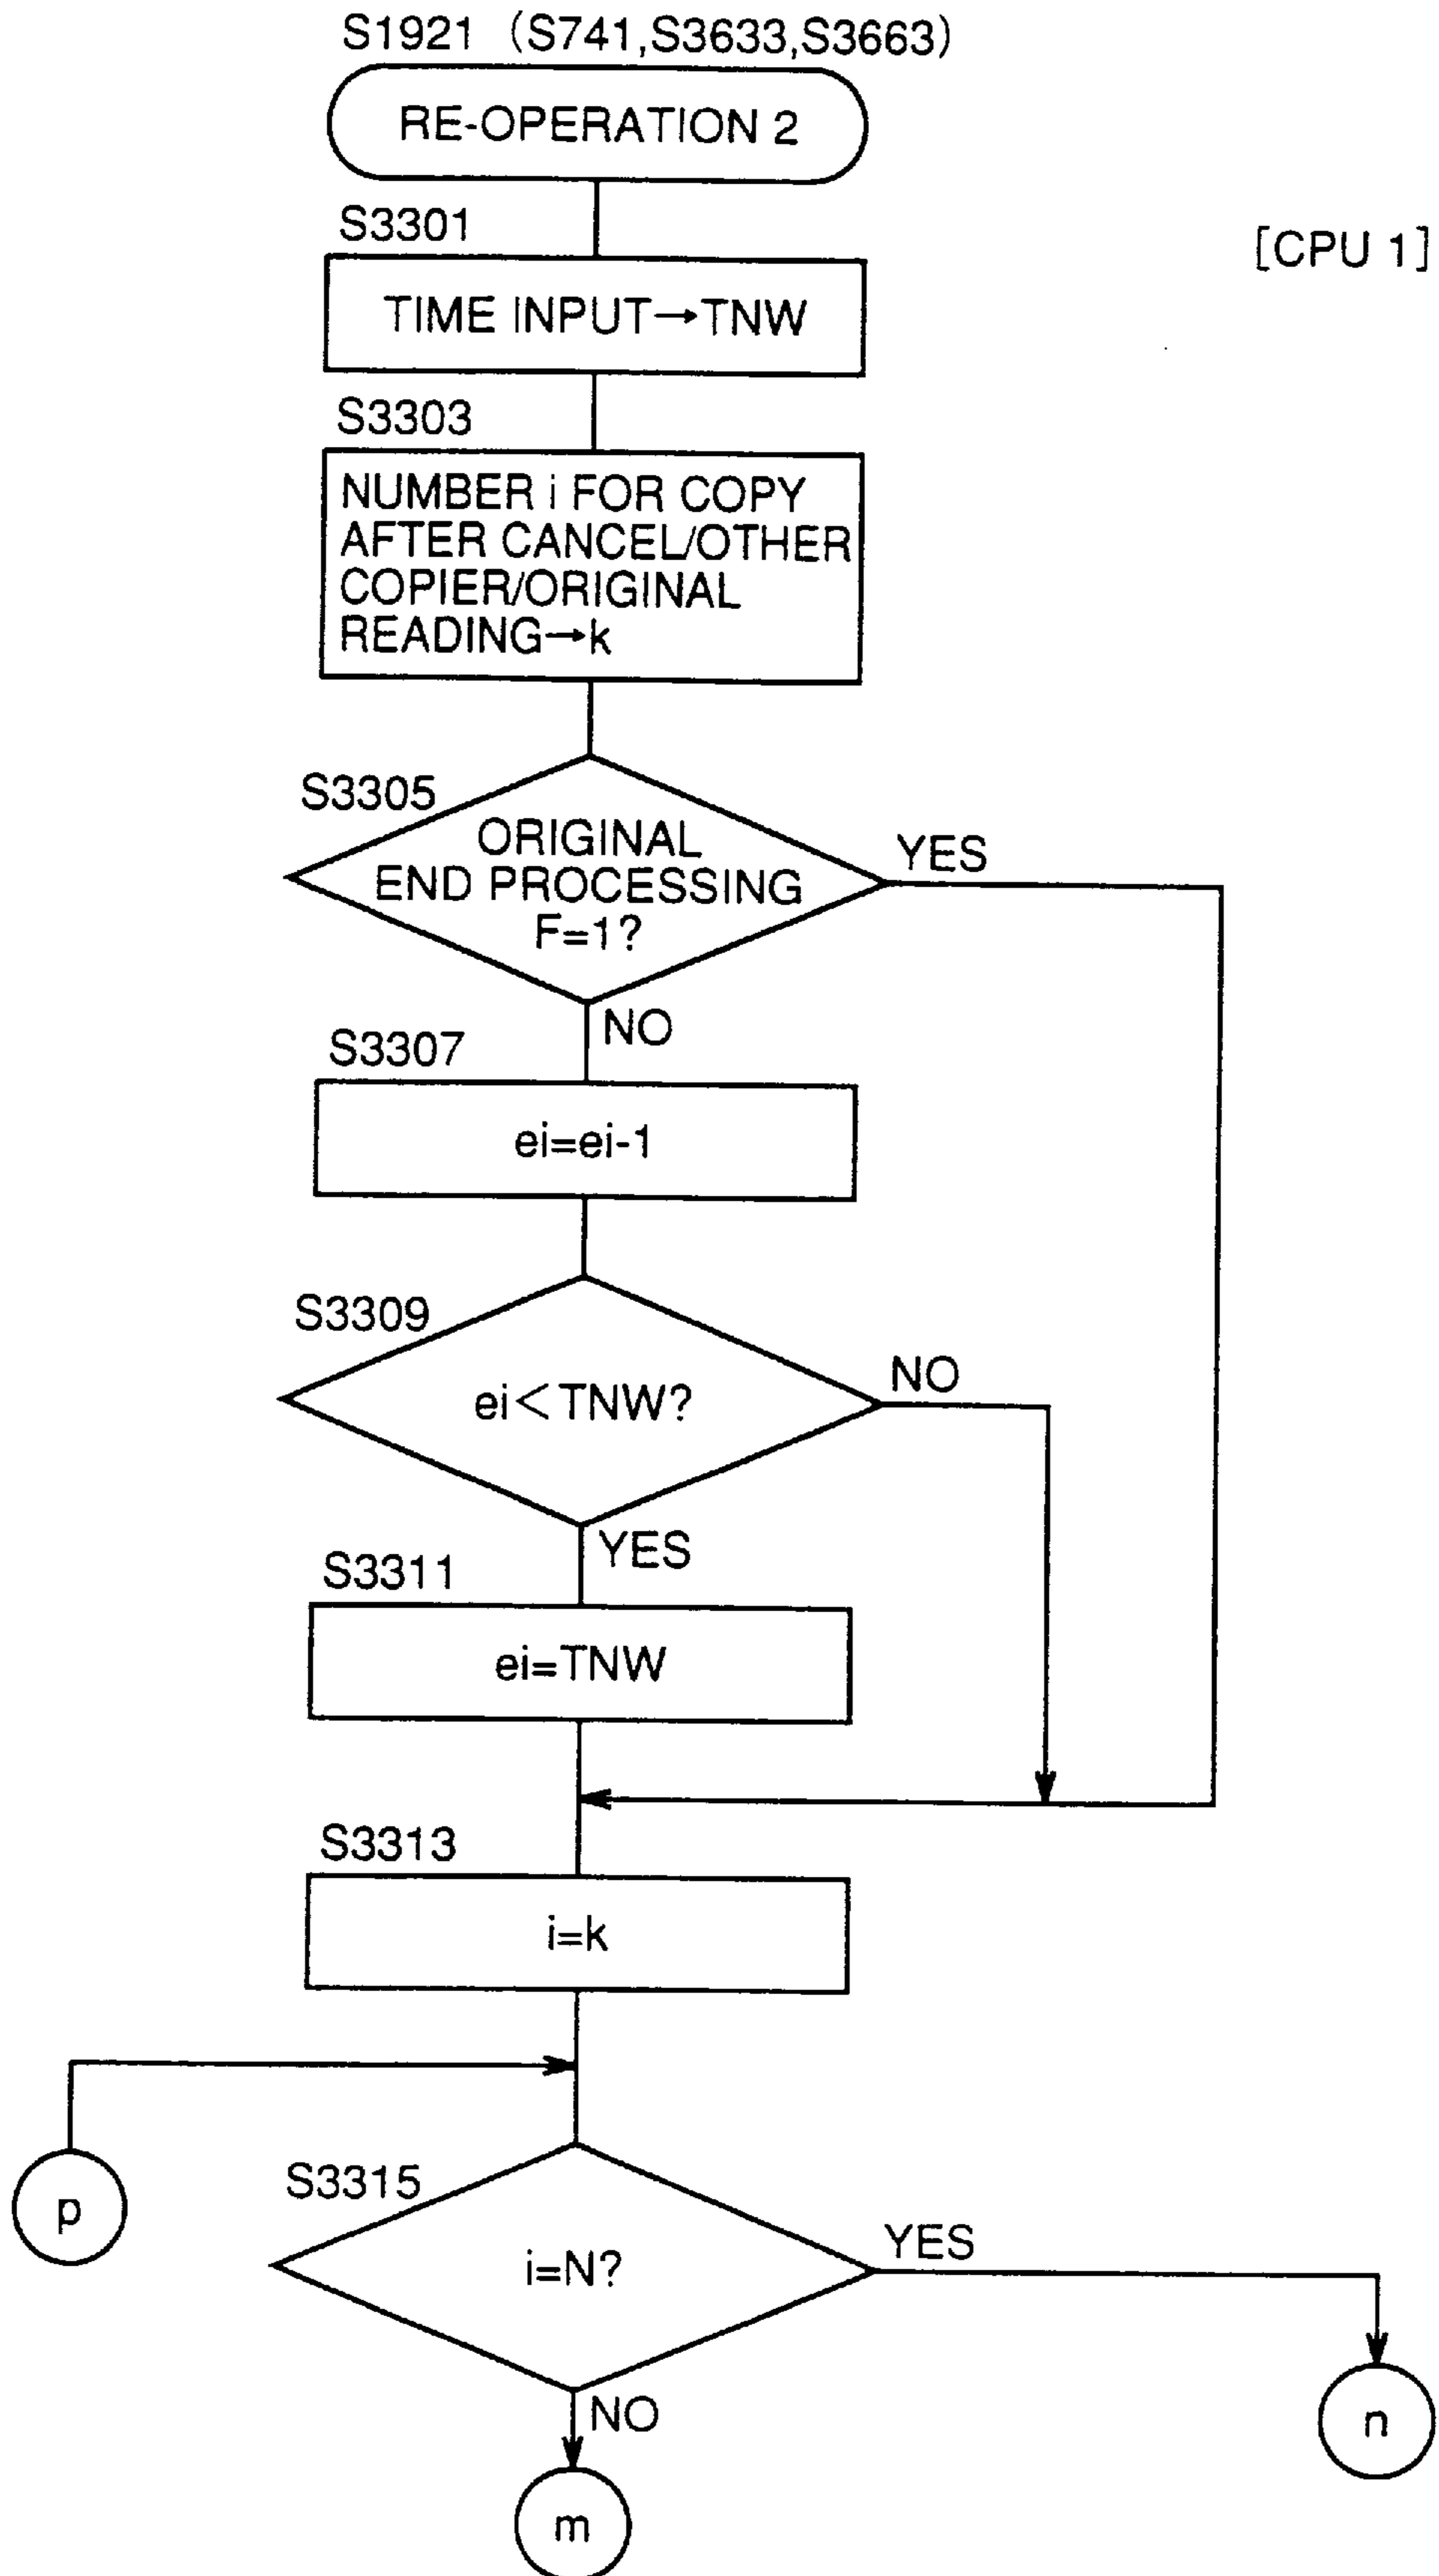 S1921 (S741,S3633,S3663)
RE-OPERATION 2
[CPU 1]
S3301
TIME INPUT→TNW
S3303
NUMBER i FOR COPY
AFTER CANCEL/OTHER
COPIER/ORIGINAL
READING→k
S3305
ORIGINAL
END PROCESSING
F=1?
YES
NO
S3307
ei=ei-1
S3309
ei<TNW?
NO
YES
S3311
ei=TNW
S3313
i=k
p
S3315
i=N?
YES
NO
n
m